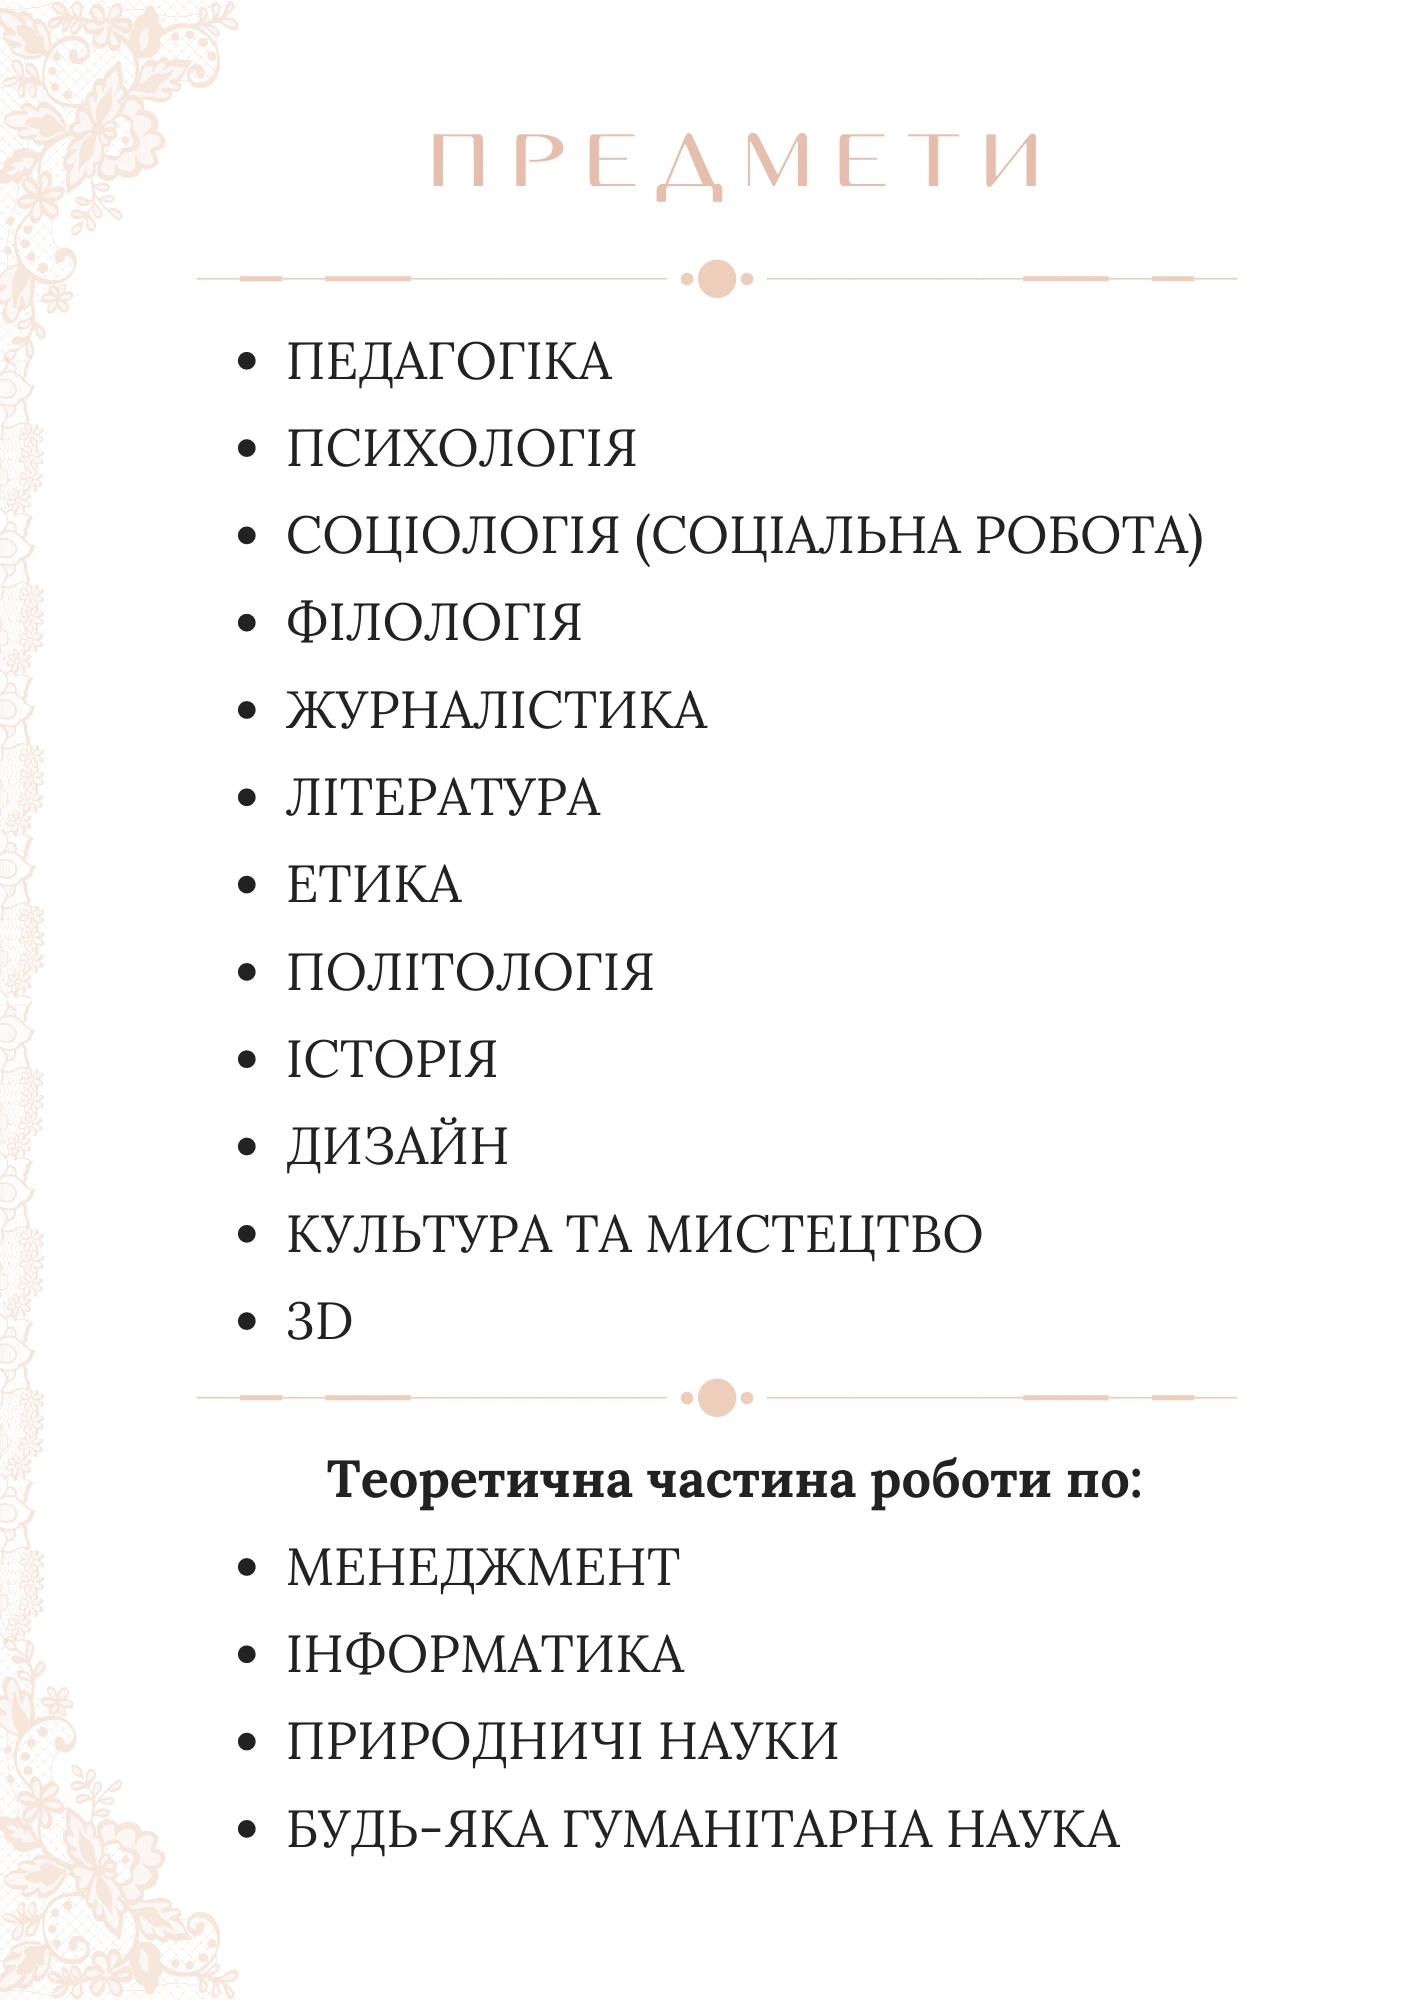 ПРЕДМЕТИ
• ПЕДАГОГІКА
• ПСИХОЛОГІЯ
• СОЦІОЛОГІЯ (СОЦІАЛЬНА РОБОТА)
• ФІЛОЛОГІЯ
• ЖУРНАЛІСТИКА
• ЛІТЕРАТУРА
• ЕТИКА
• ПОЛІТОЛОГІЯ
• ІСТОРІЯ
• ДИЗАЙН
• КУЛЬТУРА ТА МИСТЕЦТВО
• 3D
Теоретична частина роботи по:
• МЕНЕДЖМЕНТ
• ІНФОРМАТИКА
• ПРИРОДНИЧІ НАУКИ
• БУДЬ-ЯКА ГУМАНІТАРНА НАУКА